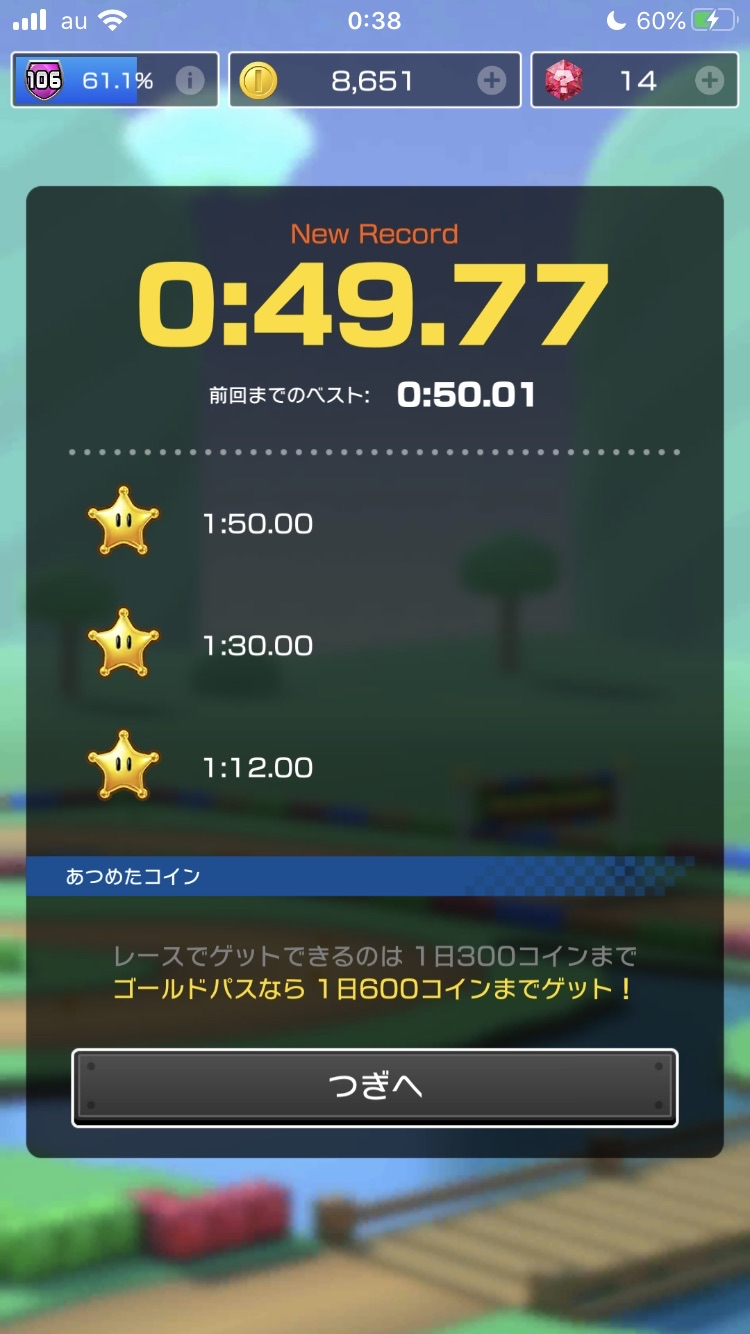 au 0:38 60%
106 61.1% i 8,651 + 14 +
New Record
0:49.77
前回までのベスト: 0:50.01
1:50.00
1:30.00
1:12.00
あつめたコイン
レースでゲットできるのは 1日300コインまで
ゴールドパスなら 1日600コインまでゲット！
つぎへ